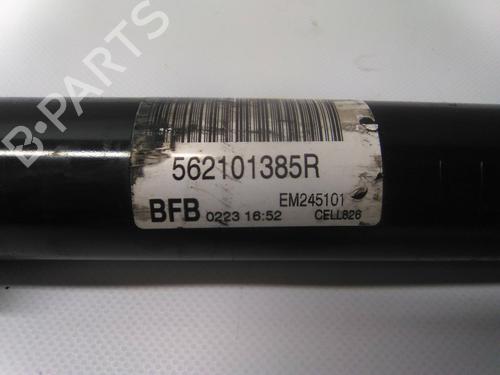 B-PARTS
562101385R
EM245101
BFB 0223 16:52 CELL826